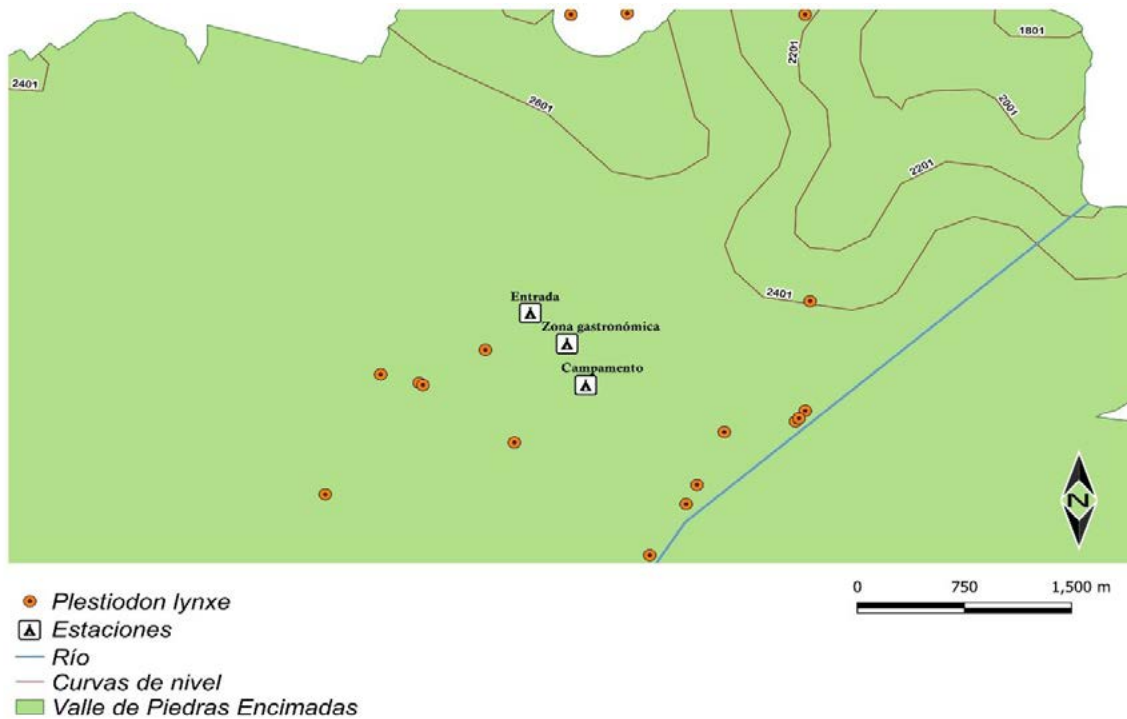 1801
2201
2401
2601
2001
2201
2401
Entrada
Zona gastronómica
Campamento
N
0 750 1,500 m
Plestiodon lynxe
Estaciones
Río
Curvas de nivel
Valle de Piedras Encimadas